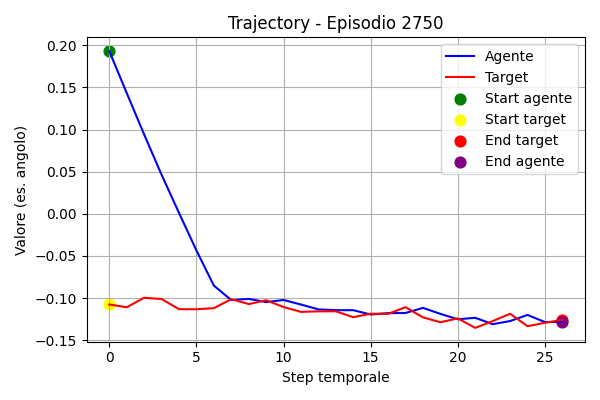 Trajectory - Episodio 2750
Valore (es. angolo)
0.20
0.15
0.10
0.05
0.00
−0.05
−0.10
−0.15
Agente
Target
Start agente
Start target
End target
End agente
0 5 10 15 20 25
Step temporale